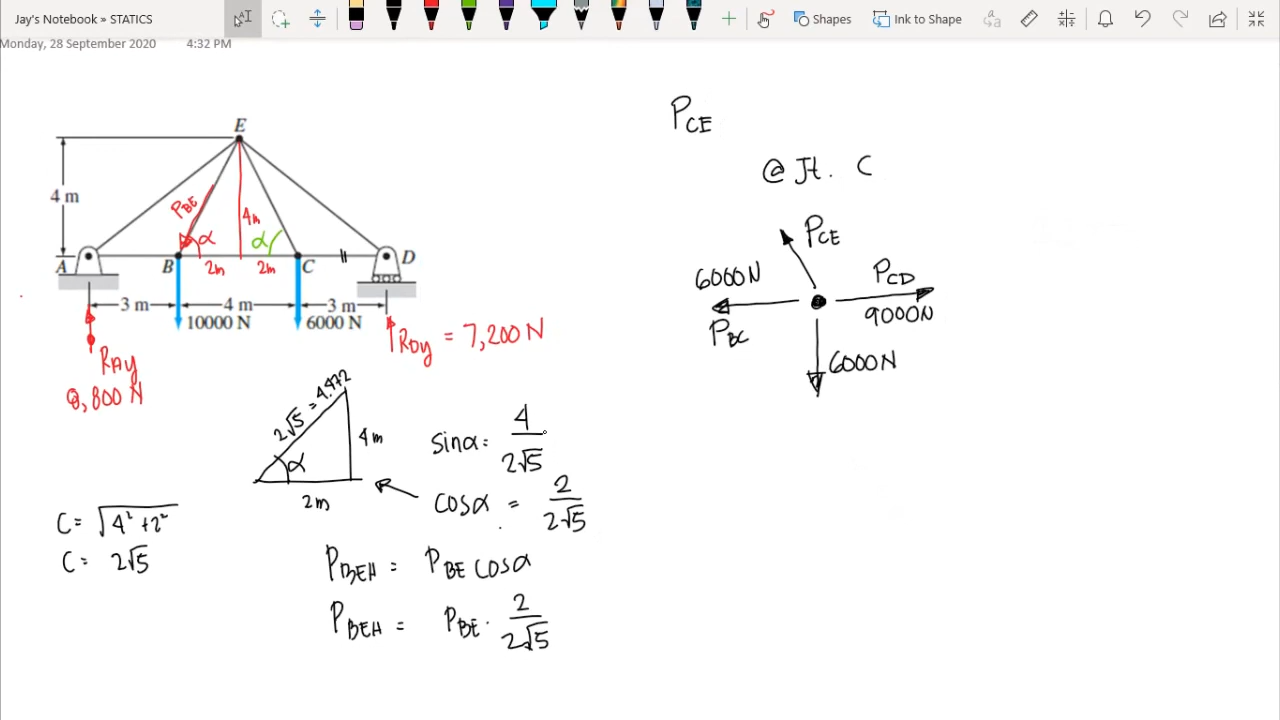 Jay's Notebook » STATICS
Shapes
Ink to Shape
Monday, 28 September 2020 4:32 PM
E
4 m
PBE
4m
α
α
A
B
2m
2m
C
D
3 m
4 m
3 m
10000 N
6000 N
RAY
8,800 N
RDy = 7,200 N
2√5 = 4.472
4m
α
2m
sinα: 4/2√5
cosα = 2/2√5
C= √4²+2²
C= 2√5
PBEH = PBE cosα
PBEH = PBE · 2/2√5
PCE
@ Jt. C
PCE
6000N
PBC
PCD
9000N
6000N